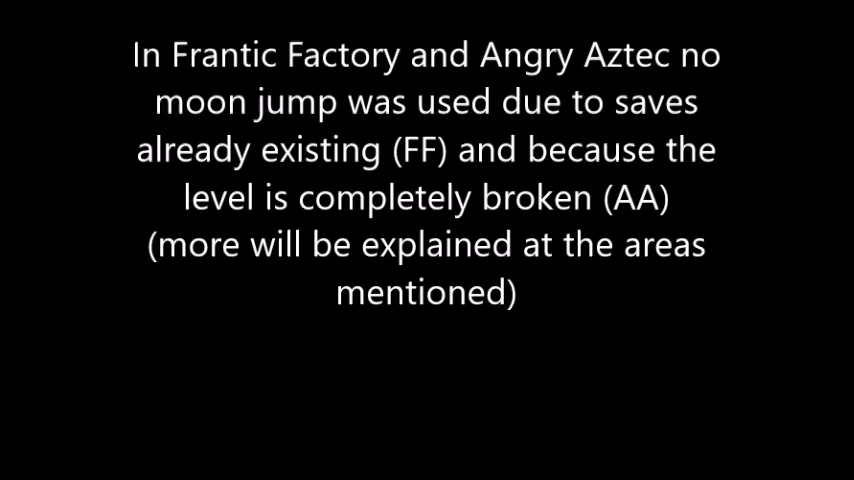 In Frantic Factory and Angry Aztec no
moon jump was used due to saves
already existing (FF) and because the
level is completely broken (AA)
(more will be explained at the areas
mentioned)